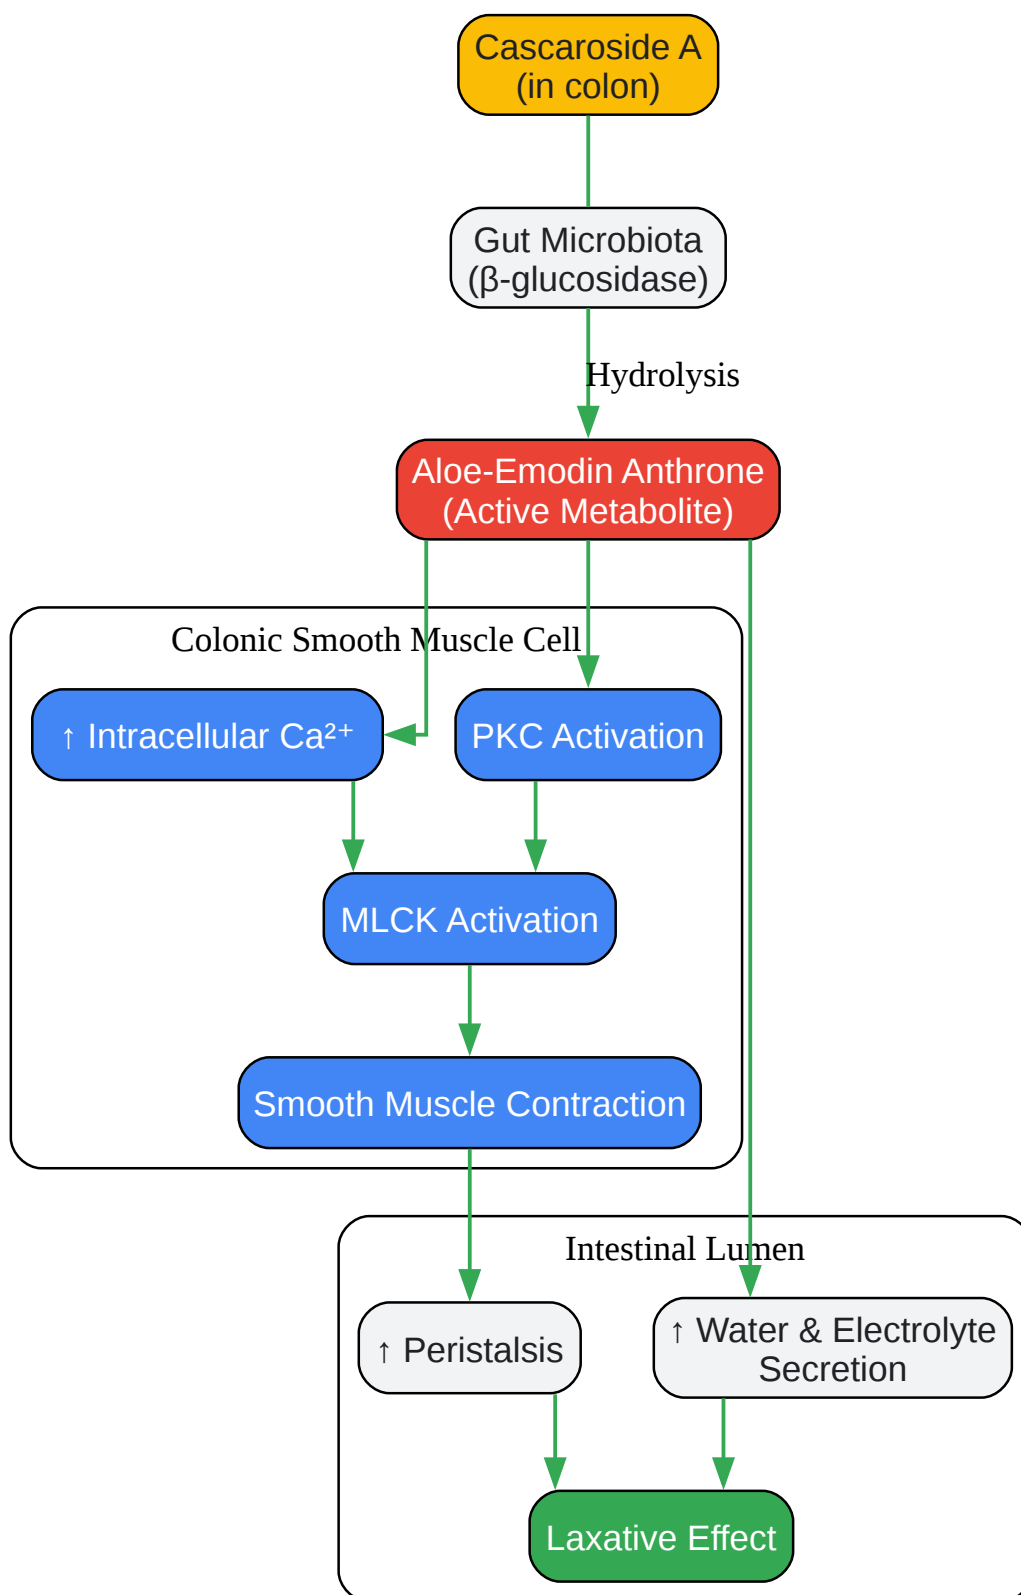 Cascaroside A
(in colon)
Gut Microbiota
(β-glucosidase)
Hydrolysis
Aloe-Emodin Anthrone
(Active Metabolite)
Colonic Smooth Muscle Cell
↑ Intracellular Ca²⁺
PKC Activation
MLCK Activation
Smooth Muscle Contraction
Intestinal Lumen
↑ Peristalsis
↑ Water & Electrolyte
Secretion
Laxative Effect